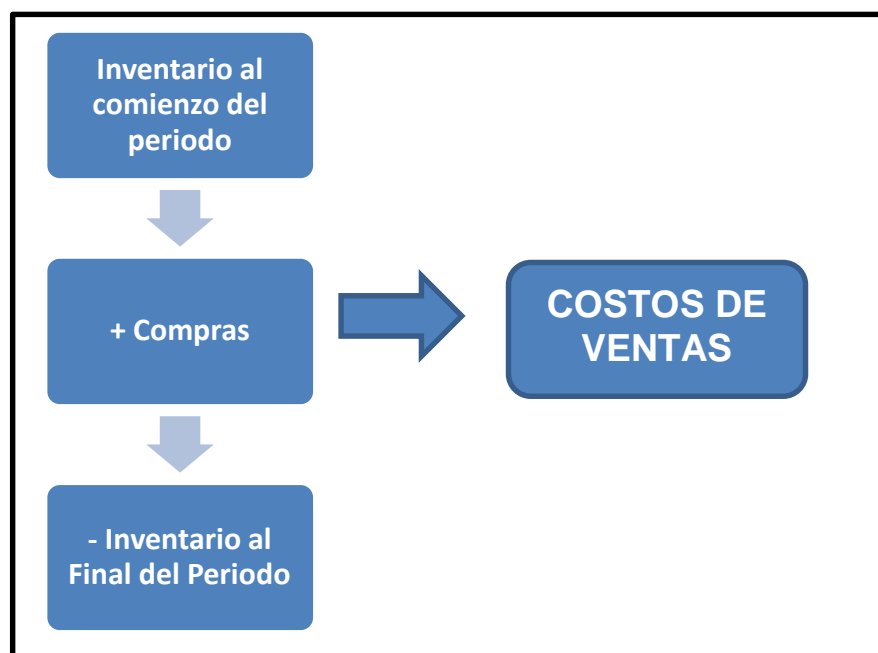 Inventario al
comienzo del
periodo
+ Compras
COSTOS DE
VENTAS
- Inventario al
Final del Periodo